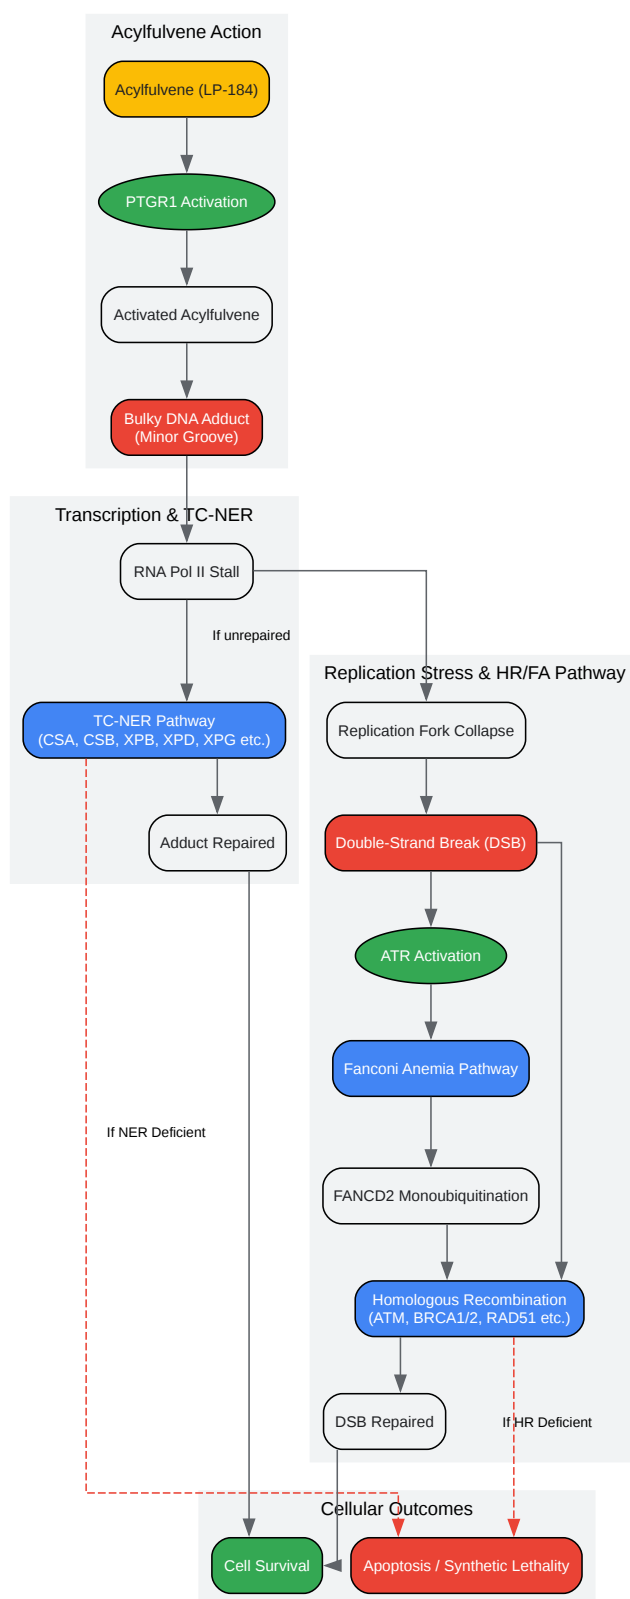 Acylfulvene Action
Acylfulvene (LP-184)
PTGR1 Activation
Activated Acylfulvene
Bulky DNA Adduct
(Minor Groove)
Transcription & TC-NER
RNA Pol II Stall
If unrepaired
TC-NER Pathway
(CSA, CSB, XPB, XPD, XPG etc.)
Adduct Repaired
If NER Deficient
Replication Stress & HR/FA Pathway
Replication Fork Collapse
Double-Strand Break (DSB)
ATR Activation
Fanconi Anemia Pathway
FANCD2 Monoubiquitination
Homologous Recombination
(ATM, BRCA1/2, RAD51 etc.)
DSB Repaired
If HR Deficient
Cellular Outcomes
Cell Survival
Apoptosis / Synthetic Lethality